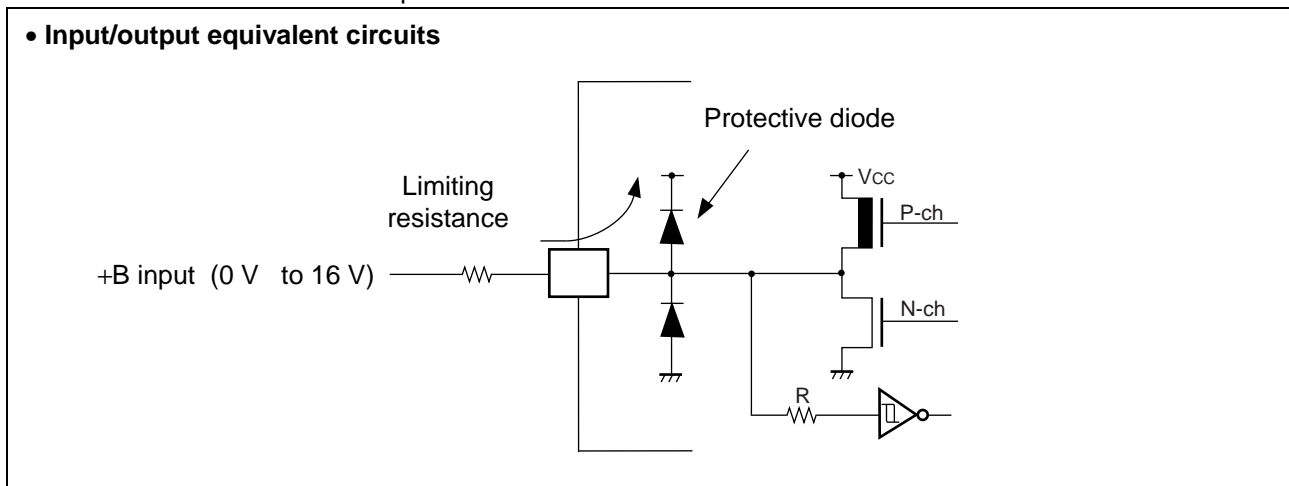 • Input/output equivalent circuits
Protective diode
Limiting
resistance
VCC
P-ch
+B input (0 V to 16 V)
N-ch
R